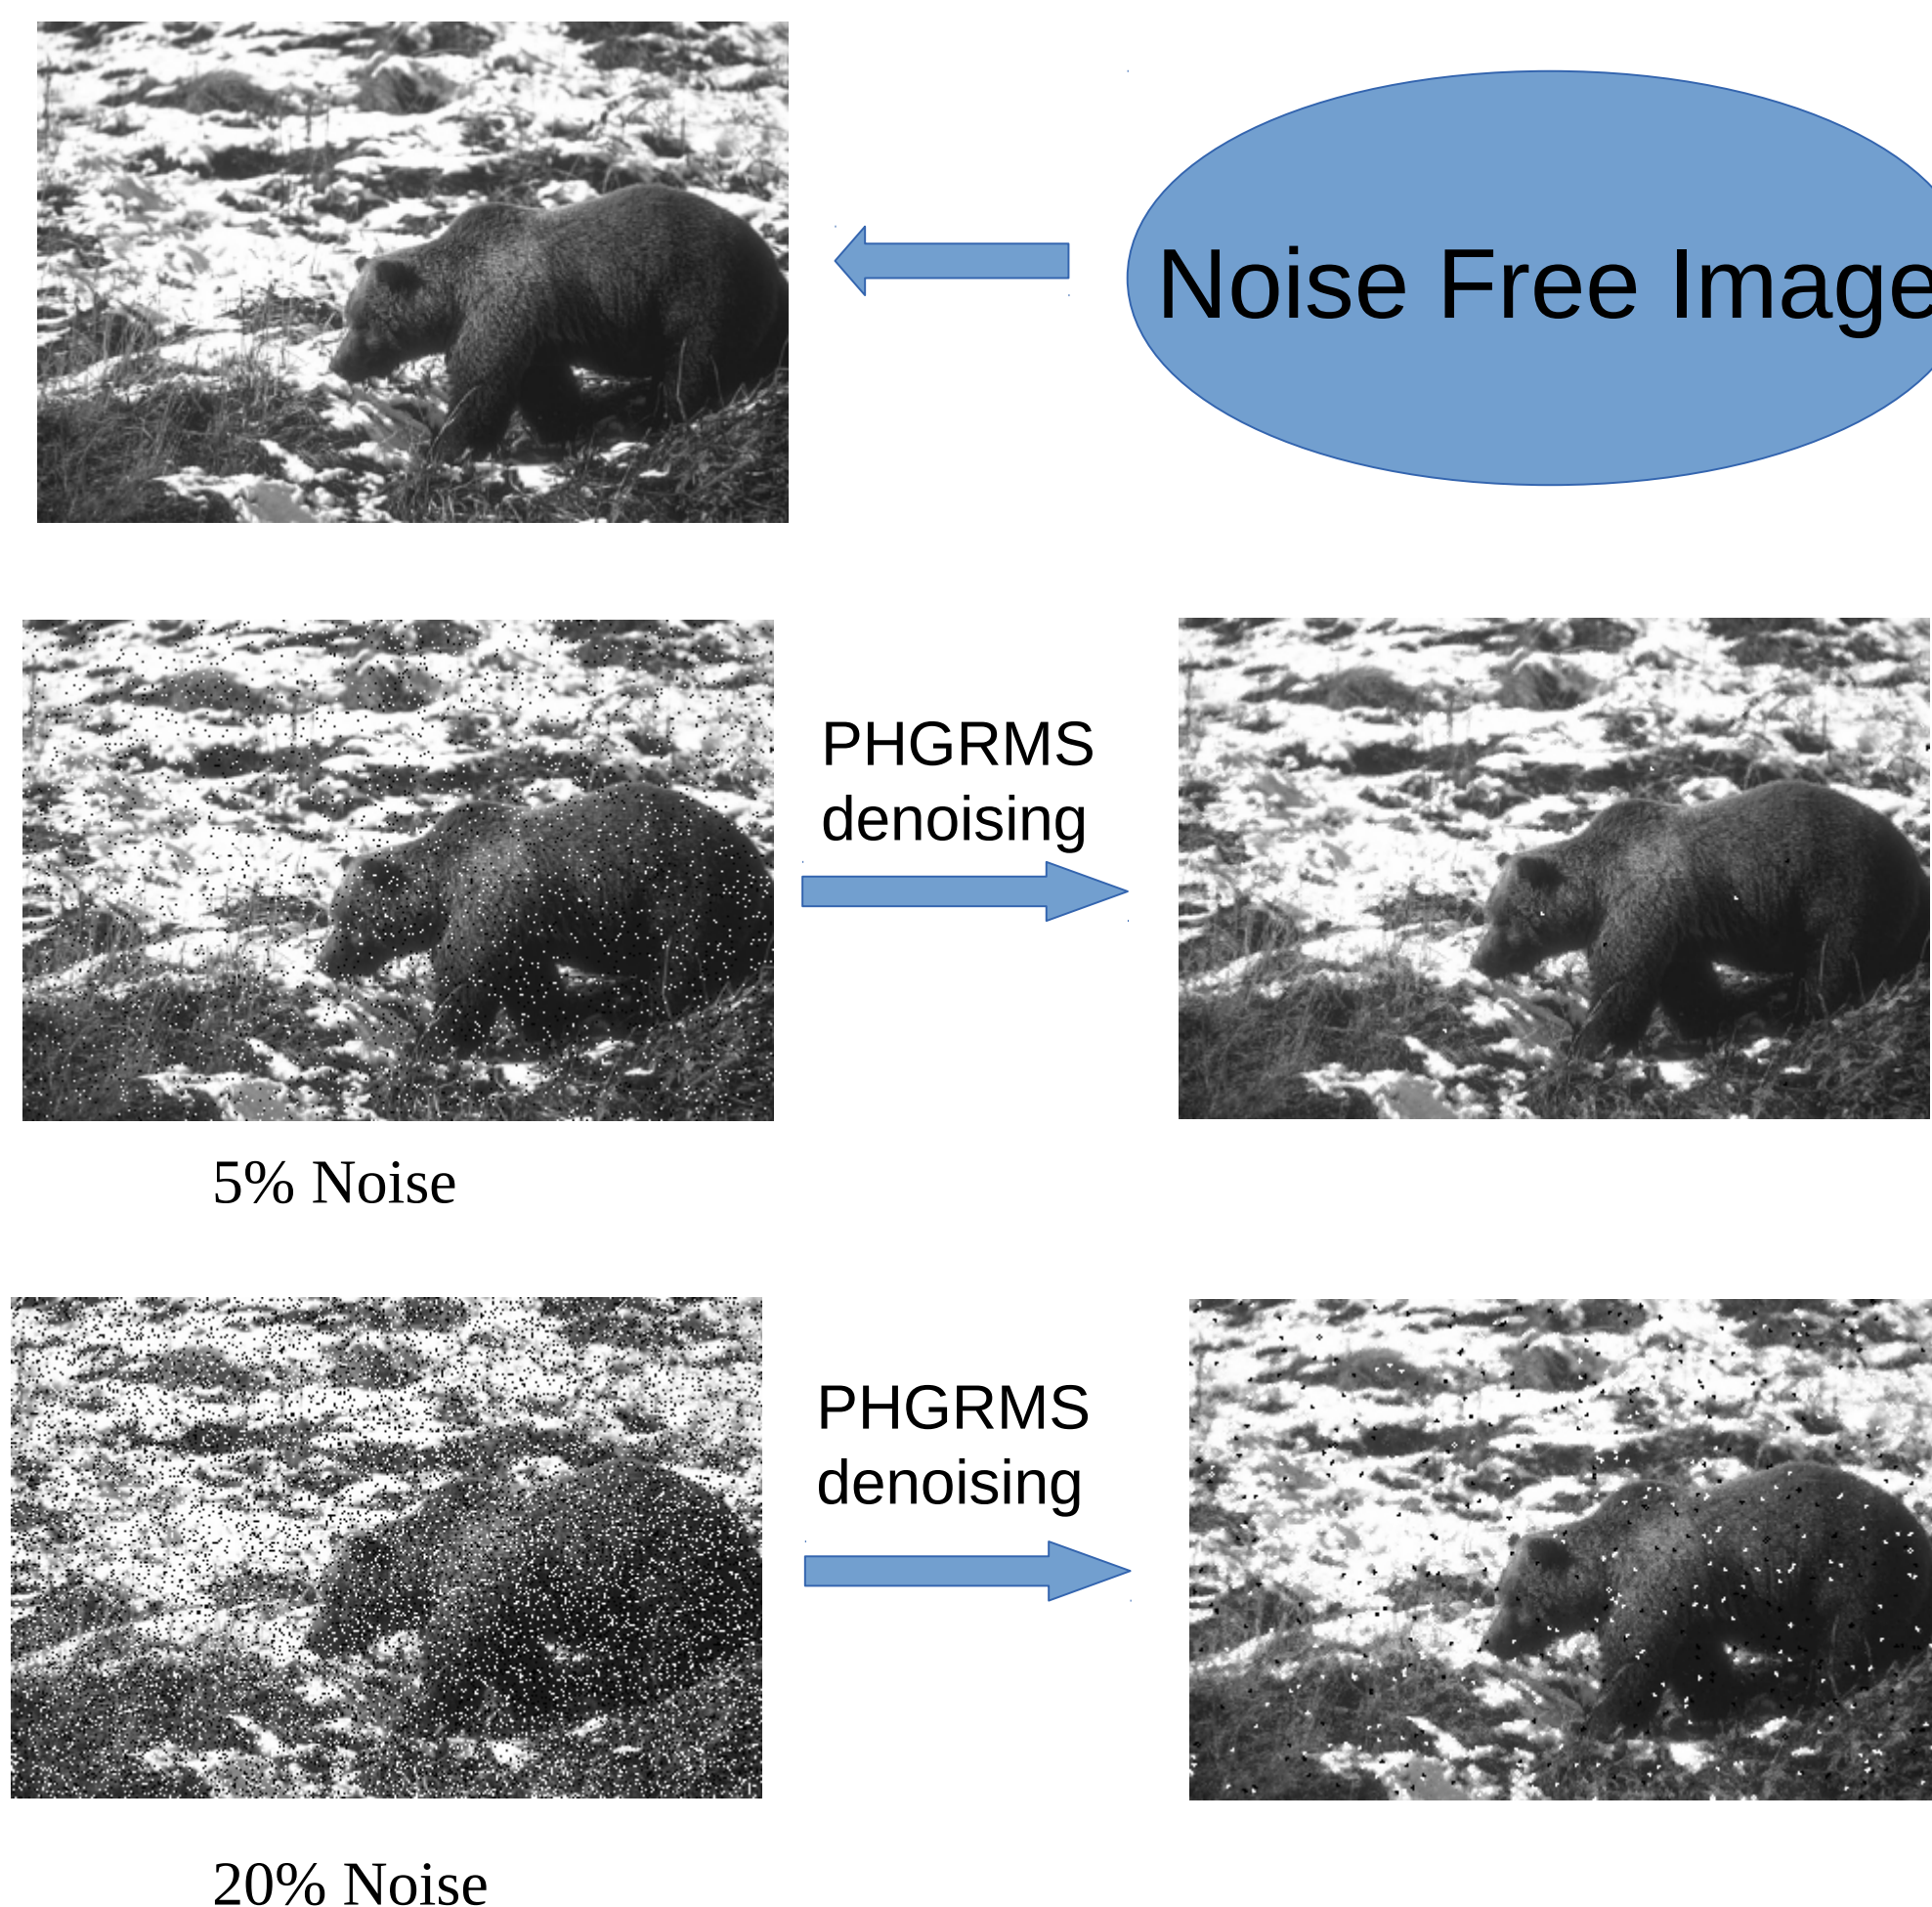 Noise Free Image
PHGRMS
denoising
5% Noise
PHGRMS
denoising
20% Noise